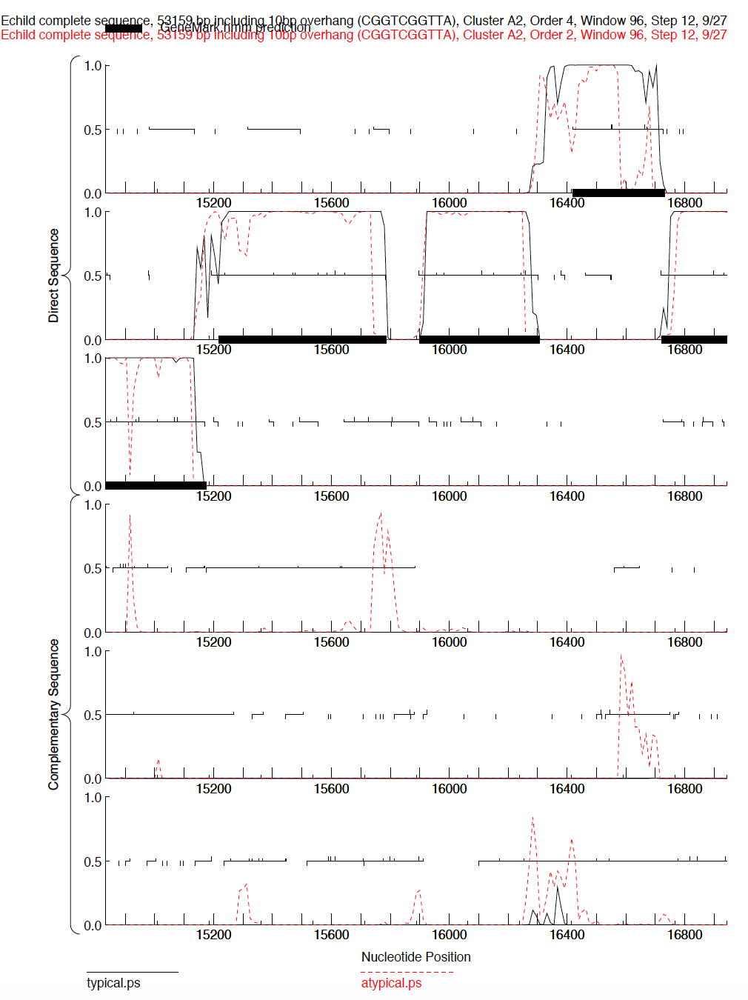 Echild complete sequence, 53159 bp including 10bp overhang (CGGTCGGTTA), Cluster A2, Order 4, Window 96, Step 12, 9/27
GeneMark.hmm prediction
Echild complete sequence, 53159 bp including 10bp overhang (CGGTCGGTTA), Cluster A2, Order 2, Window 96, Step 12, 9/27
Direct Sequence
1.0
0.5
0.0
15200 15600 16000 16400 16800
1.0
0.5
0.0
15200 15600 16000 16400 16800
1.0
0.5
0.0
15200 15600 16000 16400 16800
Complementary Sequence
1.0
0.5
0.0
15200 15600 16000 16400 16800
1.0
0.5
0.0
15200 15600 16000 16400 16800
1.0
0.5
0.0
15200 15600 16000 16400 16800
Nucleotide Position
typical.ps
atypical.ps